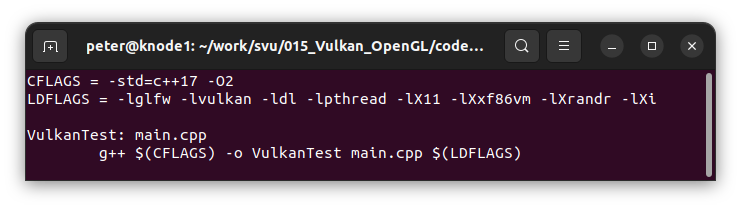 peter@knode1: ~/work/svu/015_Vulkan_OpenGL/code...
CFLAGS = -std=c++17 -O2
LDFLAGS = -lglfw -lvulkan -ldl -lpthread -lX11 -lXxf86vm -lXrandr -lXi
VulkanTest: main.cpp
g++ $(CFLAGS) -o VulkanTest main.cpp $(LDFLAGS)